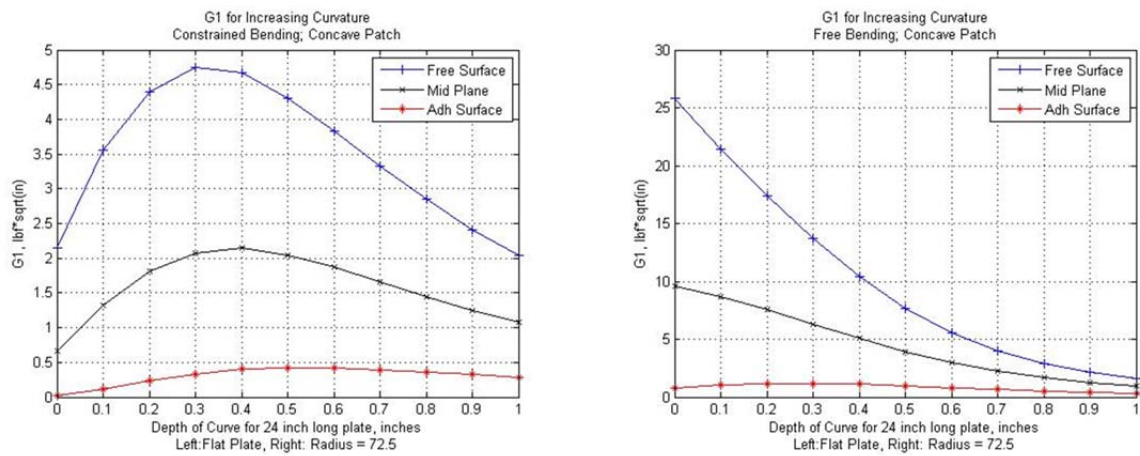 G1 for Increasing Curvature
Constrained Bending; Concave Patch
5
4.5
4
3.5
3
2.5
2
1.5
1
0.5
0
G1, lbf*sqrt(in)
Free Surface
Mid Plane
Adh Surface
0 0.1 0.2 0.3 0.4 0.5 0.6 0.7 0.8 0.9 1
Depth of Curve for 24 inch long plate, inches
Left:Flat Plate, Right: Radius = 72.5
G1 for Increasing Curvature
Free Bending; Concave Patch
30
25
20
15
10
5
0
G1, lbf*sqrt(in)
Free Surface
Mid Plane
Adh Surface
0 0.1 0.2 0.3 0.4 0.5 0.6 0.7 0.8 0.9 1
Depth of Curve for 24 inch long plate, inches
Left:Flat Plate, Right: Radius = 72.5